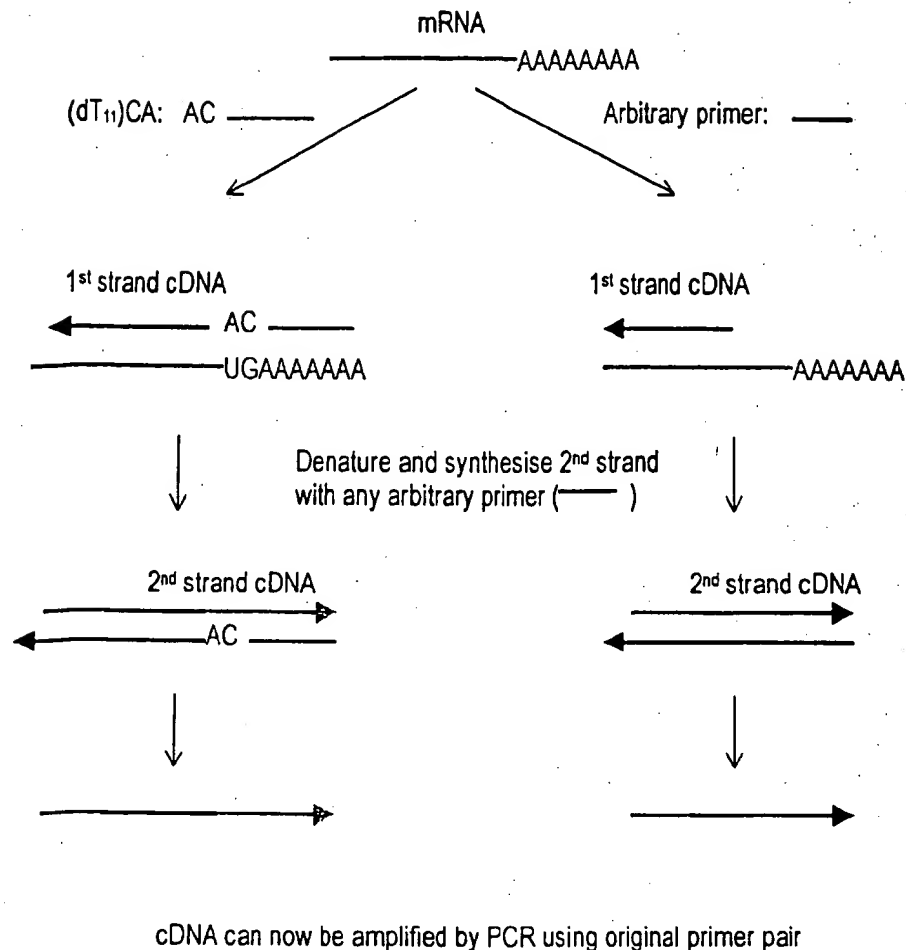 mRNA
AAAAAAAA
(dT₁₁)CA: AC
Arbitrary primer:
1ˢᵗ strand cDNA
1ˢᵗ strand cDNA
AC
UGAAAAAAA
AAAAAAA
Denature and synthesise 2ⁿᵈ strand
with any arbitrary primer ( )
2ⁿᵈ strand cDNA
2ⁿᵈ strand cDNA
AC
cDNA can now be amplified by PCR using original primer pair